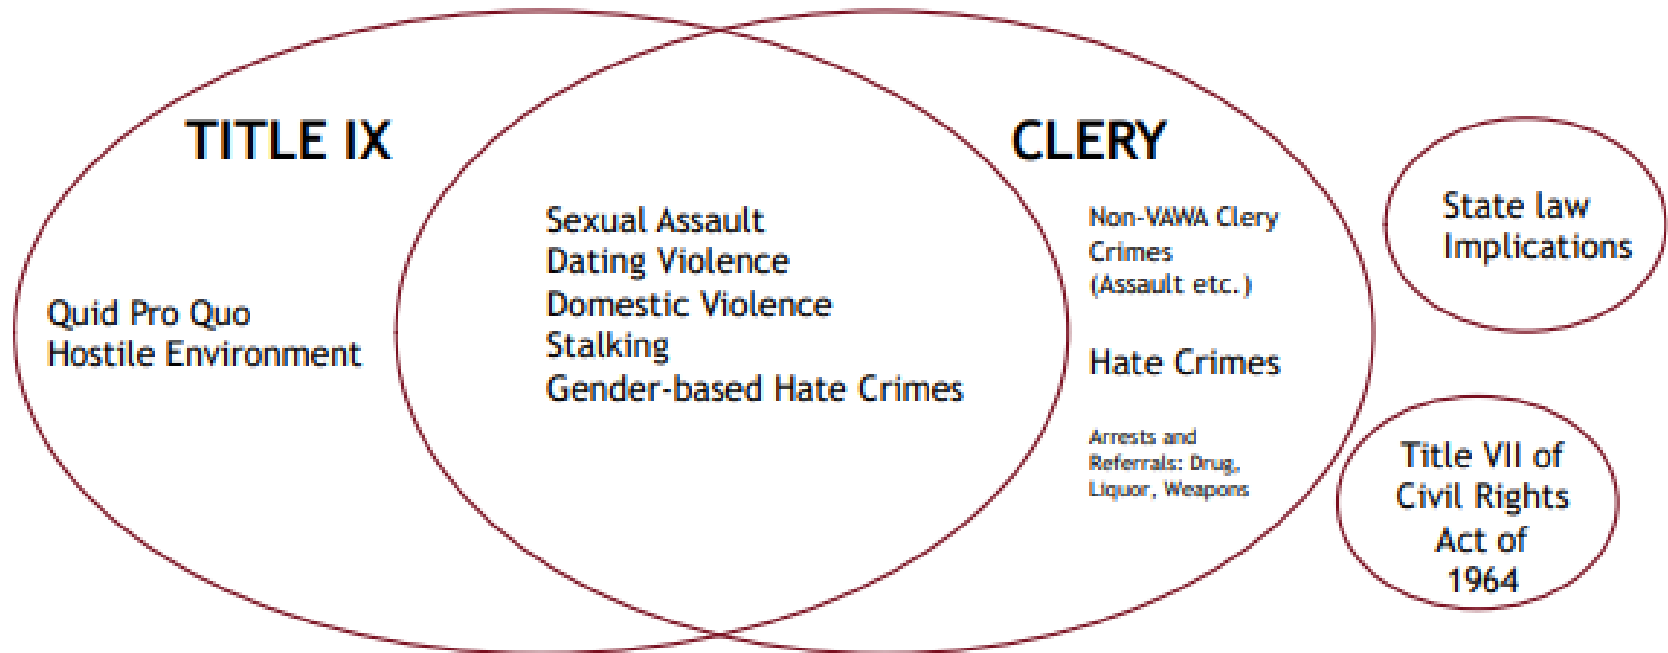 TITLE IX
Quid Pro Quo
Hostile Environment
Sexual Assault
Dating Violence
Domestic Violence
Stalking
Gender-based Hate Crimes
CLERY
Non-VAWA Clery
Crimes
(Assault etc.)
Hate Crimes
Arrests and
Referrals: Drug,
Liquor, Weapons
State law
Implications
Title VII of
Civil Rights
Act of
1964